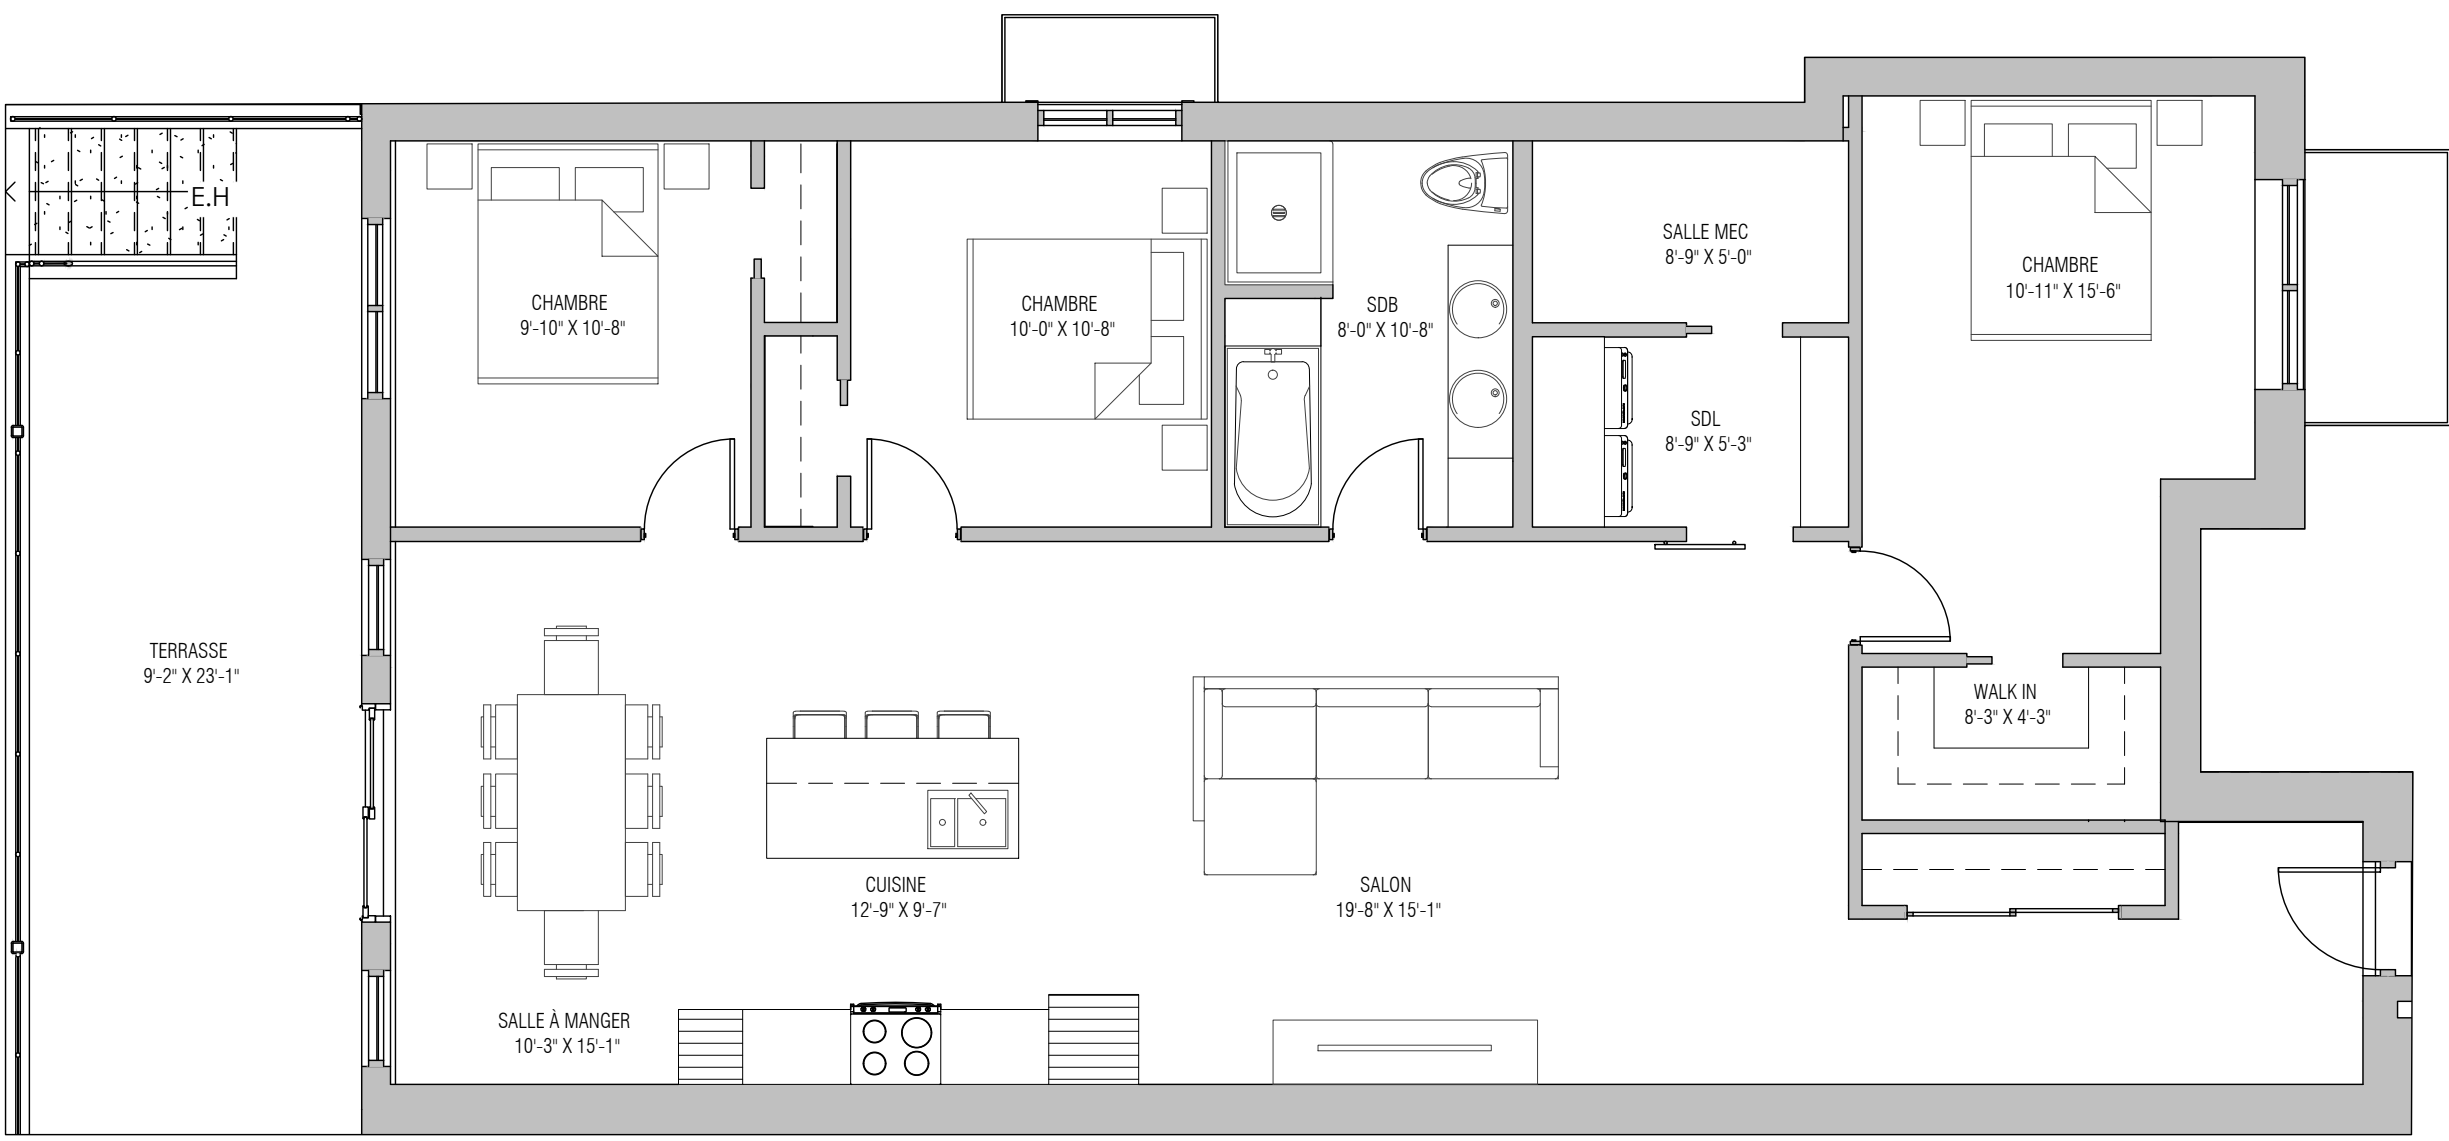 E.H
CHAMBRE
9'-10" X 10'-8"
CHAMBRE
10'-0" X 10'-8"
SDB
8'-0" X 10'-8"
SALLE MEC
8'-9" X 5'-0"
SDL
8'-9" X 5'-3"
CHAMBRE
10'-11" X 15'-6"
TERRASSE
9'-2" X 23'-1"
WALK IN
8'-3" X 4'-3"
CUISINE
12'-9" X 9'-7"
SALON
19'-8" X 15'-1"
SALLE À MANGER
10'-3" X 15'-1"